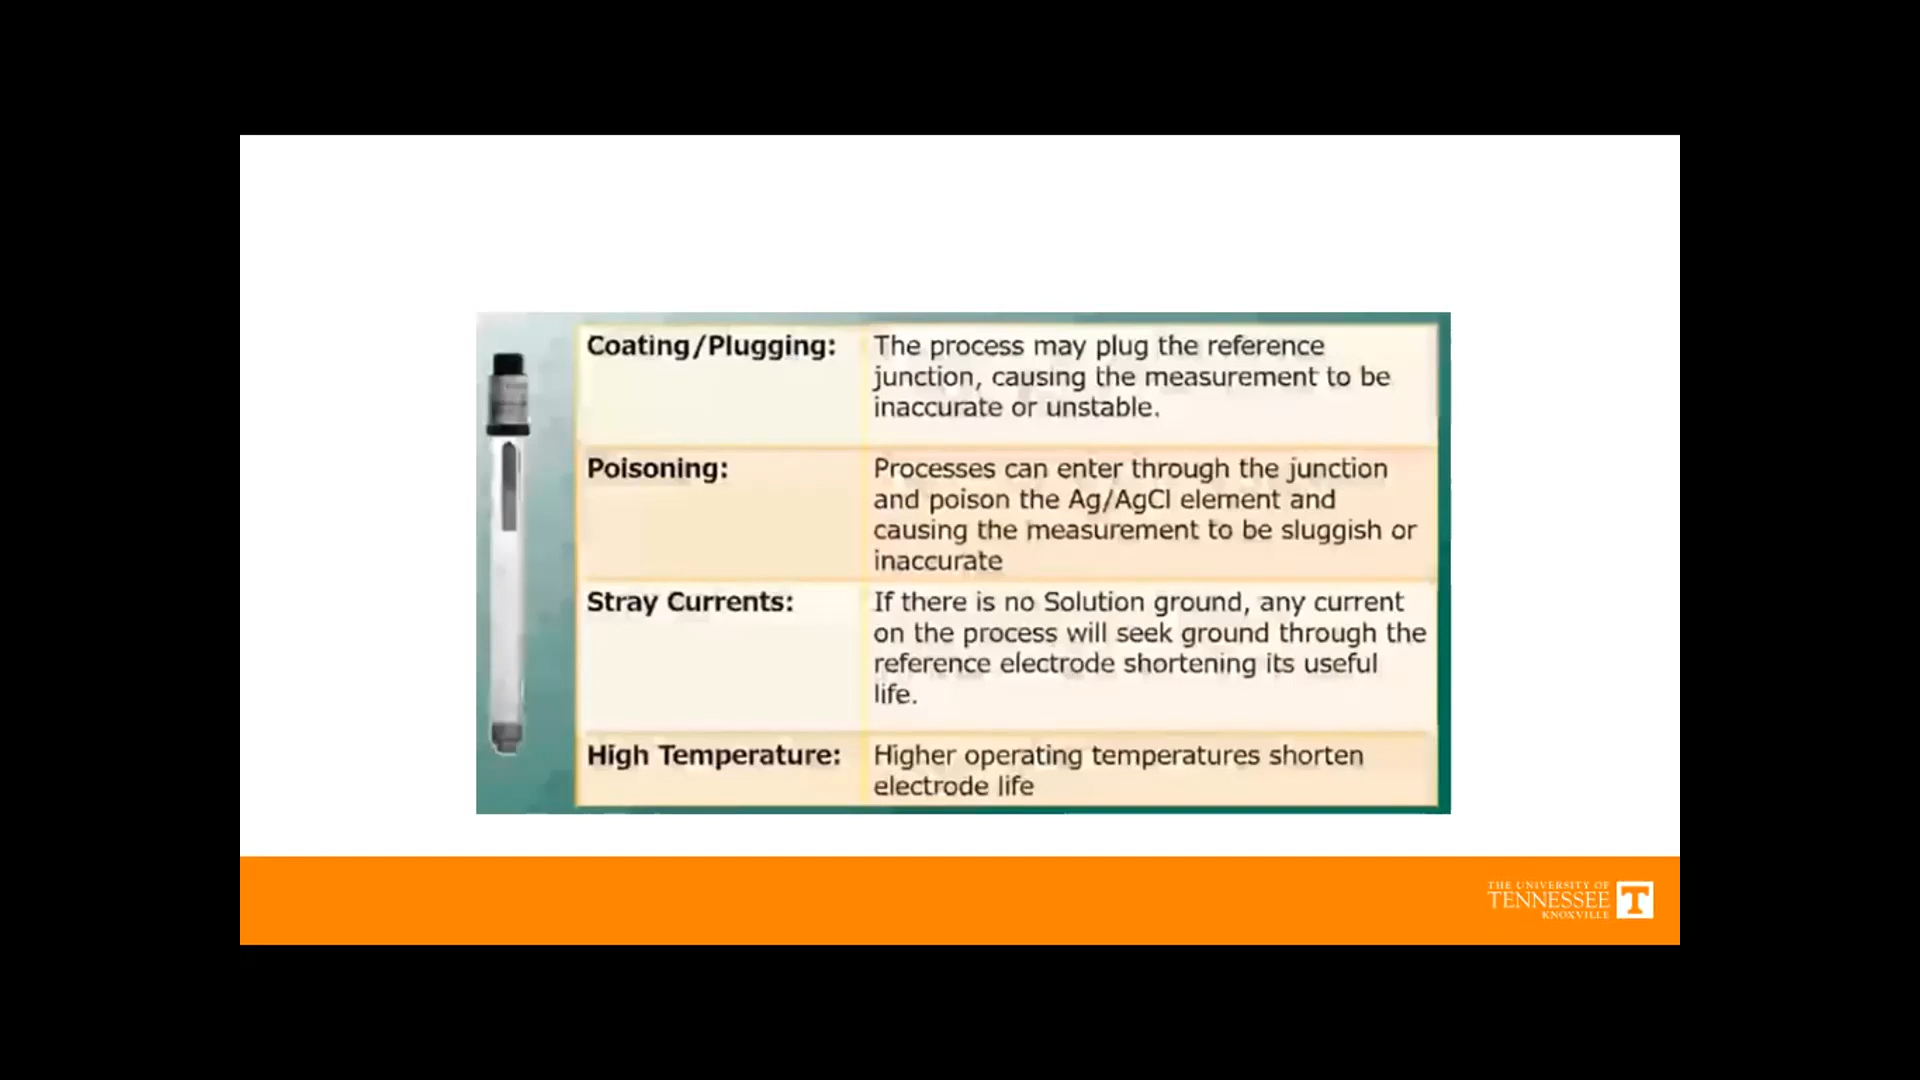 Coating/Plugging:
The process may plug the reference
junction, causing the measurement to be
inaccurate or unstable.
Poisoning:
Processes can enter through the junction
and poison the Ag/AgCl element and
causing the measurement to be sluggish or
inaccurate
Stray Currents:
If there is no Solution ground, any current
on the process will seek ground through the
reference electrode shortening its useful
life.
High Temperature:
Higher operating temperatures shorten
electrode life
THE UNIVERSITY OF
TENNESSEE
KNOXVILLE
T